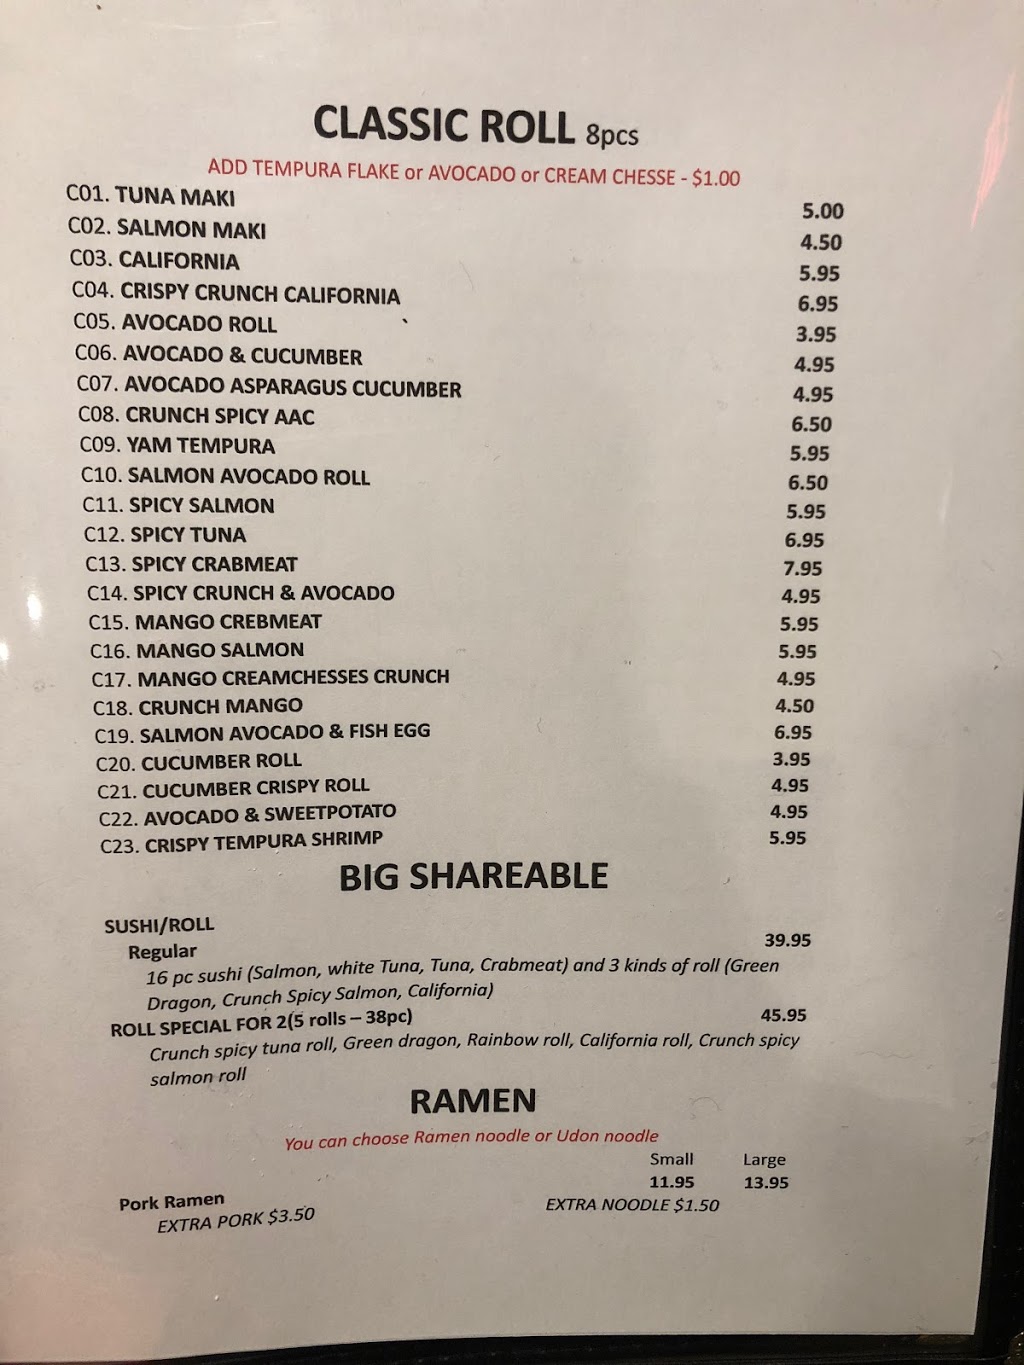 CLASSIC ROLL 8pcs
ADD TEMPURA FLAKE or AVOCADO or CREAM CHESSE - $1.00
C01. TUNA MAKI 5.00
C02. SALMON MAKI 4.50
C03. CALIFORNIA 5.95
C04. CRISPY CRUNCH CALIFORNIA 6.95
C05. AVOCADO ROLL 3.95
C06. AVOCADO & CUCUMBER 4.95
C07. AVOCADO ASPARAGUS CUCUMBER 4.95
C08. CRUNCH SPICY AAC 6.50
C09. YAM TEMPURA 5.95
C10. SALMON AVOCADO ROLL 6.50
C11. SPICY SALMON 5.95
C12. SPICY TUNA 6.95
C13. SPICY CRABMEAT 7.95
C14. SPICY CRUNCH & AVOCADO 4.95
C15. MANGO CREBMEAT 5.95
C16. MANGO SALMON 5.95
C17. MANGO CREAMCHESSES CRUNCH 4.95
C18. CRUNCH MANGO 4.50
C19. SALMON AVOCADO & FISH EGG 6.95
C20. CUCUMBER ROLL 3.95
C21. CUCUMBER CRISPY ROLL 4.95
C22. AVOCADO & SWEETPOTATO 4.95
C23. CRISPY TEMPURA SHRIMP 5.95
BIG SHAREABLE
SUSHI/ROLL
Regular 39.95
16 pc sushi (Salmon, white Tuna, Tuna, Crabmeat) and 3 kinds of roll (Green
Dragon, Crunch Spicy Salmon, California)
ROLL SPECIAL FOR 2(5 rolls – 38pc) 45.95
Crunch spicy tuna roll, Green dragon, Rainbow roll, California roll, Crunch spicy
salmon roll
RAMEN
You can choose Ramen noodle or Udon noodle
Small Large
Pork Ramen 11.95 13.95
EXTRA PORK $3.50 EXTRA NOODLE $1.50